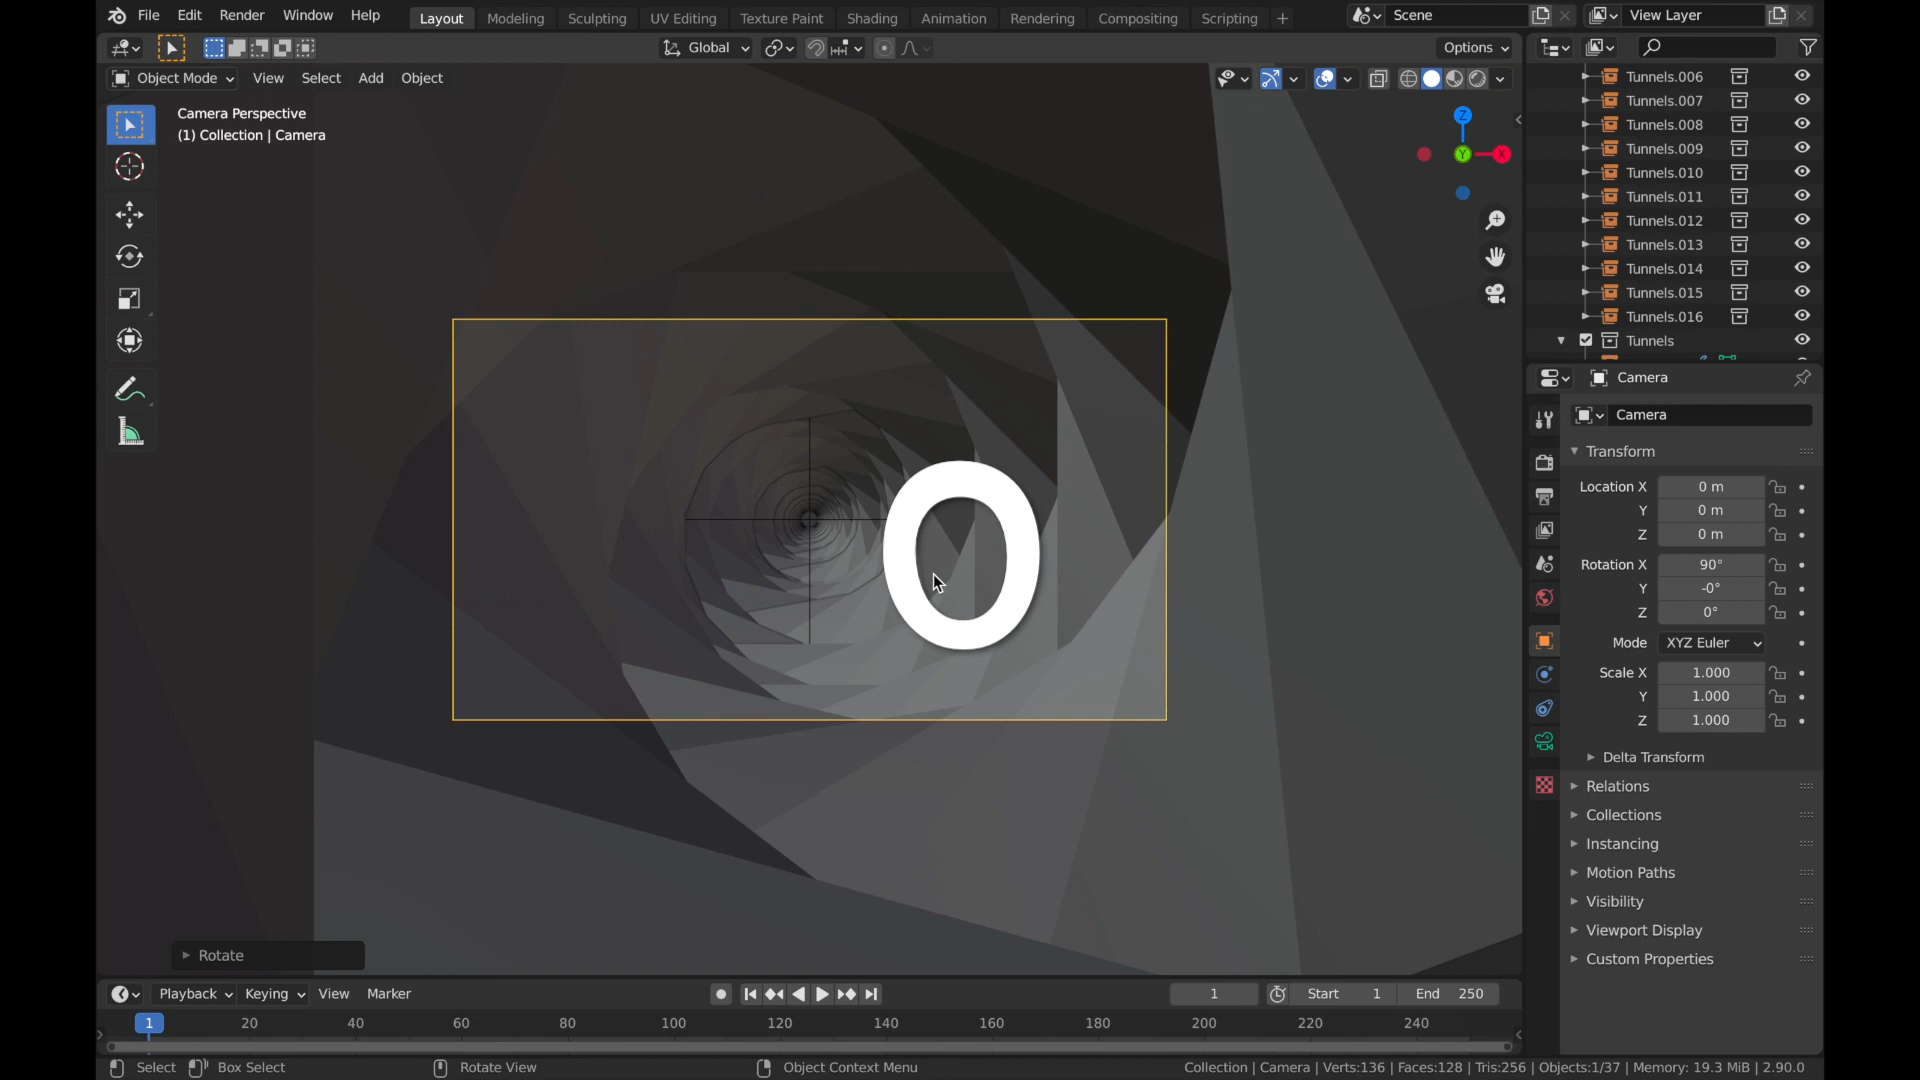 File Edit Render Window Help Layout Modeling Sculpting UV Editing Texture Paint Shading Animation Rendering Compositing Scripting + Scene View Layer
Global Options
Object Mode View Select Add Object
Camera Perspective
(1) Collection | Camera
Z
Y
X
0
Rotate
Tunnels.006
Tunnels.007
Tunnels.008
Tunnels.009
Tunnels.010
Tunnels.011
Tunnels.012
Tunnels.013
Tunnels.014
Tunnels.015
Tunnels.016
Tunnels
Camera
Camera
Transform
Location X 0 m
Y 0 m
Z 0 m
Rotation X 90°
Y -0°
Z 0°
Mode XYZ Euler
Scale X 1.000
Y 1.000
Z 1.000
Delta Transform
Relations
Collections
Instancing
Motion Paths
Visibility
Viewport Display
Custom Properties
Playback Keying View Marker 1 Start 1 End 250
1 20 40 60 80 100 120 140 160 180 200 220 240
Select Box Select Rotate View Object Context Menu Collection | Camera | Verts:136 | Faces:128 | Tris:256 | Objects:1/37 | Memory: 19.3 MiB | 2.90.0